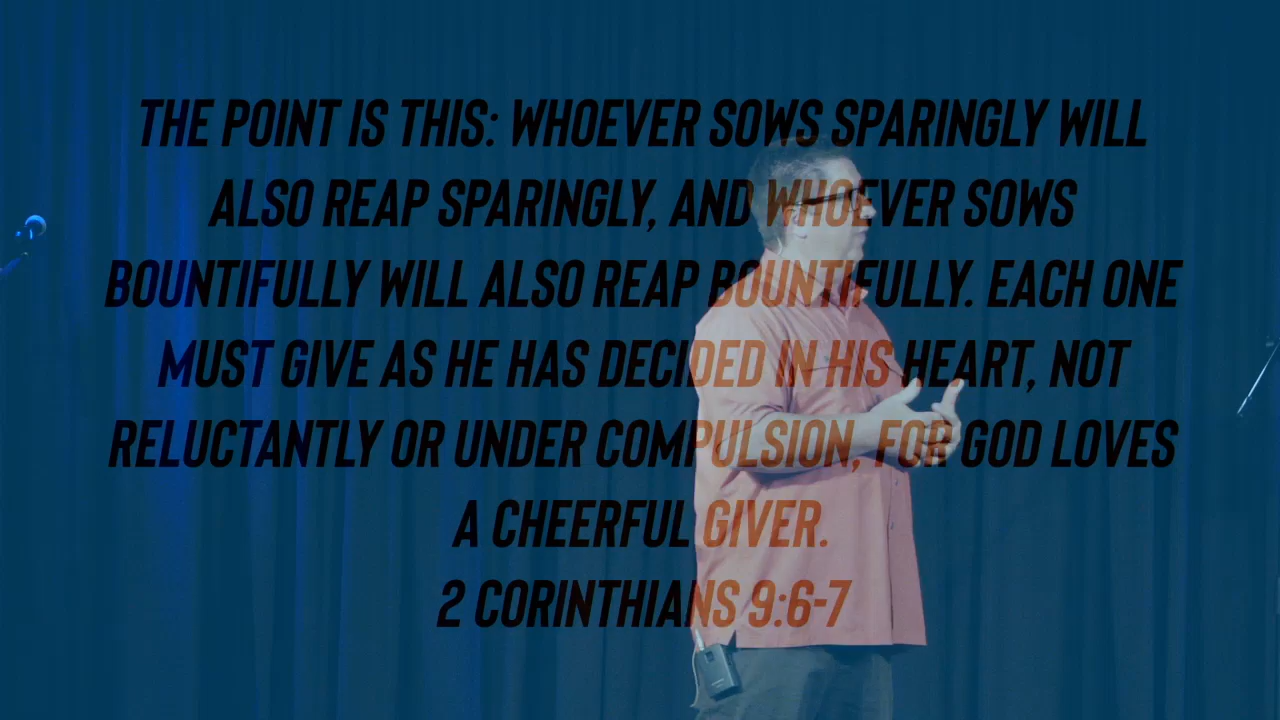 THE POINT IS THIS: WHOEVER SOWS SPARINGLY WILL
ALSO REAP SPARINGLY, AND WHOEVER SOWS
BOUNTIFULLY WILL ALSO REAP BOUNTIFULLY. EACH ONE
MUST GIVE AS HE HAS DECIDED IN HIS HEART, NOT
RELUCTANTLY OR UNDER COMPULSION, FOR GOD LOVES
A CHEERFUL GIVER.
2 CORINTHIANS 9:6-7